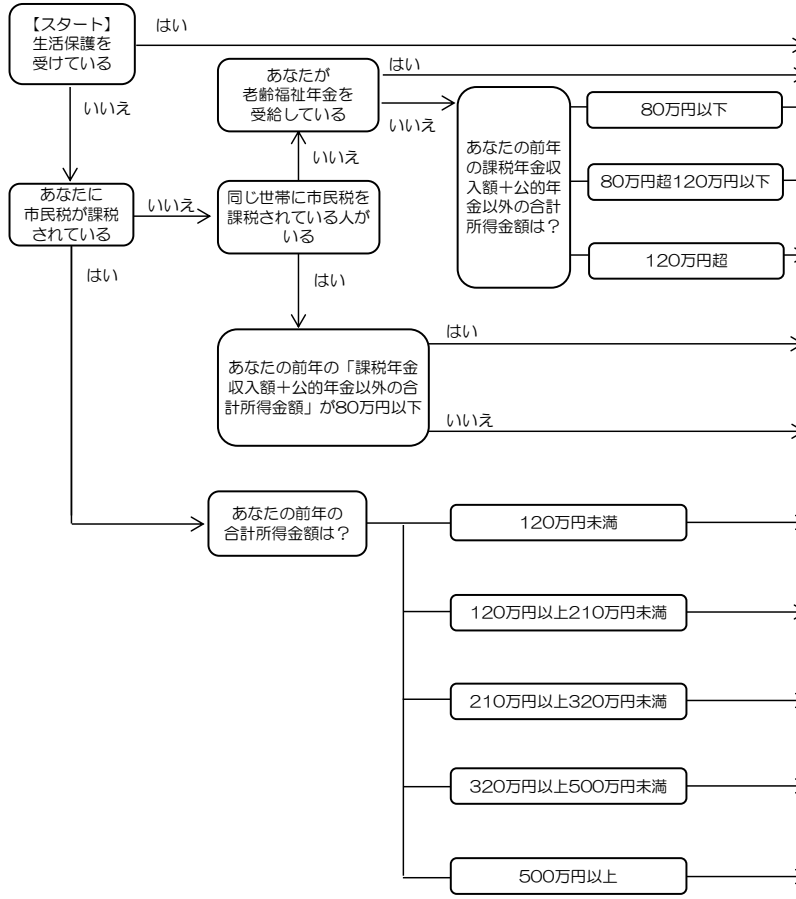 【スタート】
生活保護を
受けている
はい
いいえ
あなたが
老齢福祉年金を
受給している
はい
いいえ
あなたの前年
の課税年金収
入額＋公的年
金以外の合計
所得金額は？
80万円以下
80万円超120万円以下
120万円超
いいえ
あなたに
市民税が課税
されている
いいえ
同じ世帯に市民税を
課税されている人が
いる
はい
はい
あなたの前年の「課税年金
収入額＋公的年金以外の合
計所得金額」が80万円以下
はい
いいえ
あなたの前年の
合計所得金額は？
120万円未満
120万円以上210万円未満
210万円以上320万円未満
320万円以上500万円未満
500万円以上